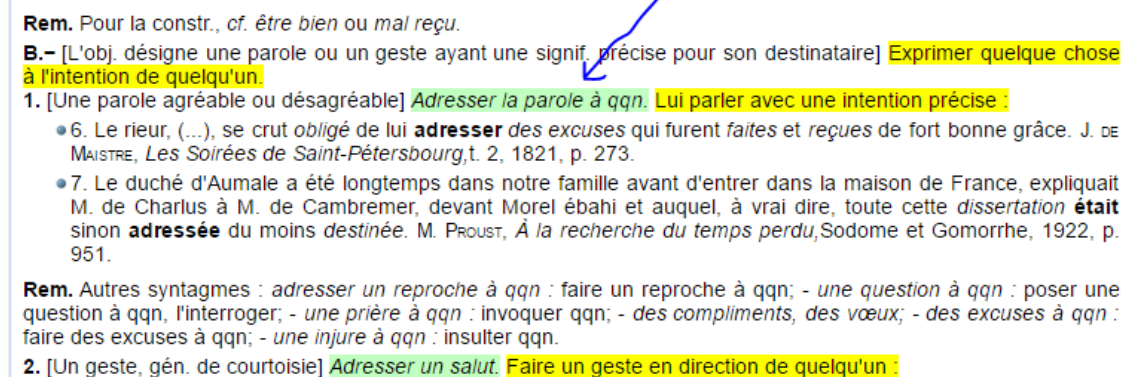 Rem. Pour la constr., cf. être bien ou mal reçu.
B.− [L'obj. désigne une parole ou un geste ayant une signif. précise pour son destinataire] Exprimer quelque chose
à l'intention de quelqu'un.
1. [Une parole agréable ou désagréable] Adresser la parole à qqn. Lui parler avec une intention précise :
• 6. Le rieur, (...), se crut obligé de lui adresser des excuses qui furent faites et reçues de fort bonne grâce. J. DE
MAISTRE, Les Soirées de Saint-Pétersbourg,t. 2, 1821, p. 273.
• 7. Le duché d'Aumale a été longtemps dans notre famille avant d'entrer dans la maison de France, expliquait
M. de Charlus à M. de Cambremer, devant Morel ébahi et auquel, à vrai dire, toute cette dissertation était
sinon adressée du moins destinée. M. PROUST, À la recherche du temps perdu,Sodome et Gomorrhe, 1922, p.
951.
Rem. Autres syntagmes : adresser un reproche à qqn : faire un reproche à qqn; - une question à qqn : poser une
question à qqn, l'interroger; - une prière à qqn : invoquer qqn; - des compliments, des vœux; - des excuses à qqn :
faire des excuses à qqn; - une injure à qqn : insulter qqn.
2. [Un geste, gén. de courtoisie] Adresser un salut. Faire un geste en direction de quelqu'un :